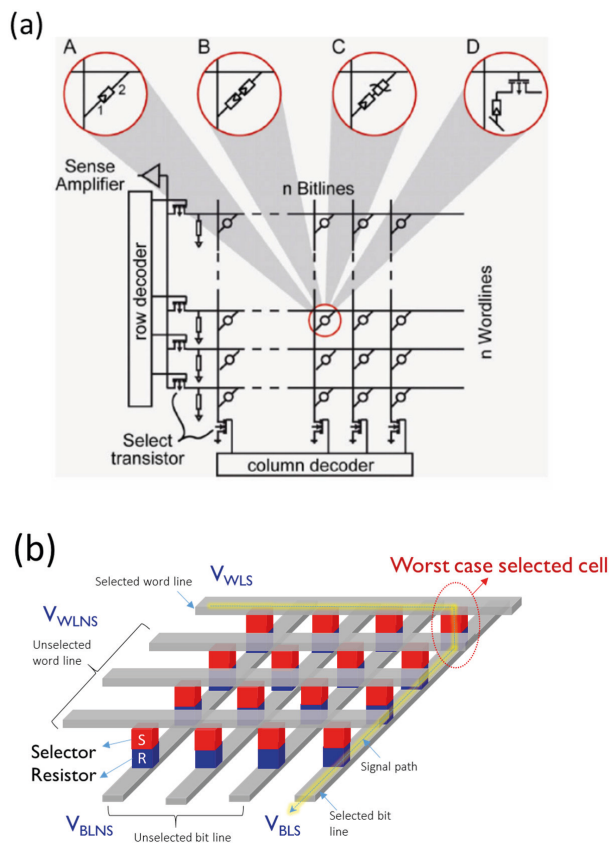 (a)
A
B
C
D
2
1
Sense
Amplifier
n Bitlines
row decoder
n Wordlines
Select
transistor
column decoder
(b)
V_WLS
Worst case selected cell
Selected word line
V_WLNS
Unselected
word line
S
Selector
R
Resistor
Signal path
V_BLNS
Unselected bit line
V_BLS
Selected bit
line